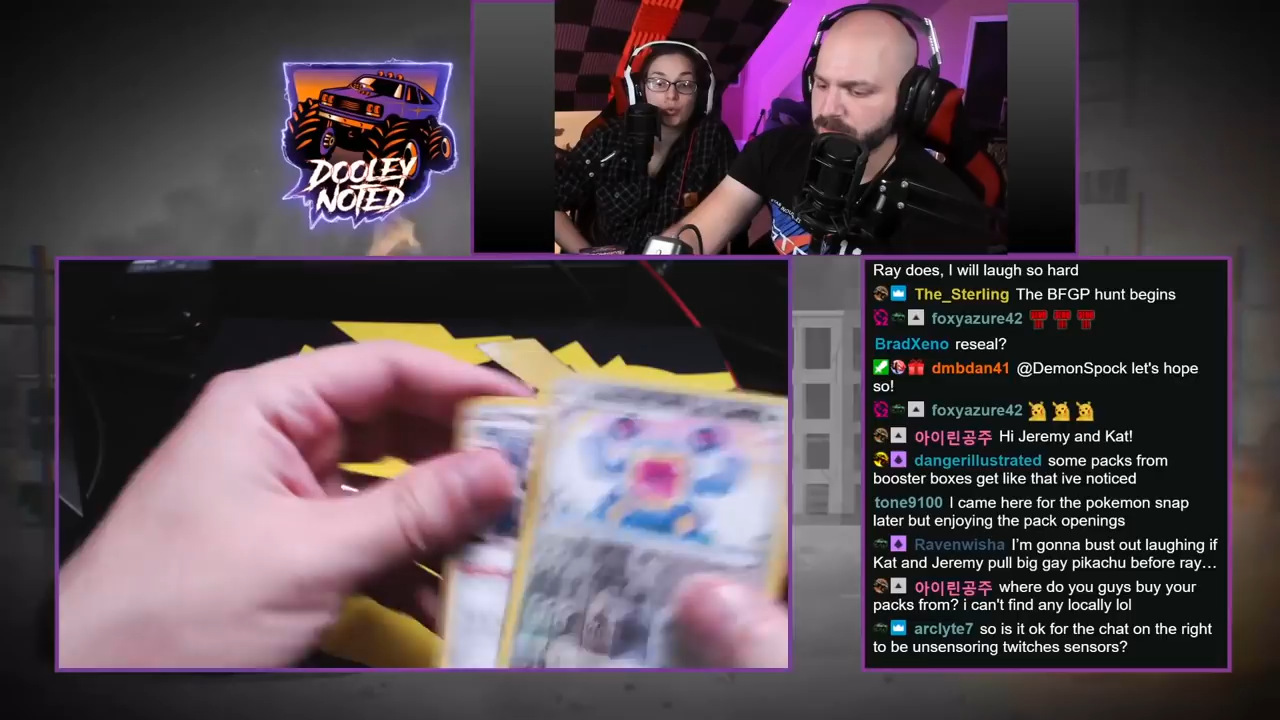 DOOLEY
NOTED
Ray does, I will laugh so hard
The_Sterling The BFGP hunt begins
foxyazure42
BradXeno reseal?
dmbdan41 @DemonSpock let's hope
so!
foxyazure42
아이린공주 Hi Jeremy and Kat!
dangerillustrated some packs from
booster boxes get like that ive noticed
tone9100 I came here for the pokemon snap
later but enjoying the pack openings
Ravenwisha I'm gonna bust out laughing if
Kat and Jeremy pull big gay pikachu before ray...
아이린공주 where do you guys buy your
packs from? i can't find any locally lol
arclyte7 so is it ok for the chat on the right
to be unsensoring twitches sensors?